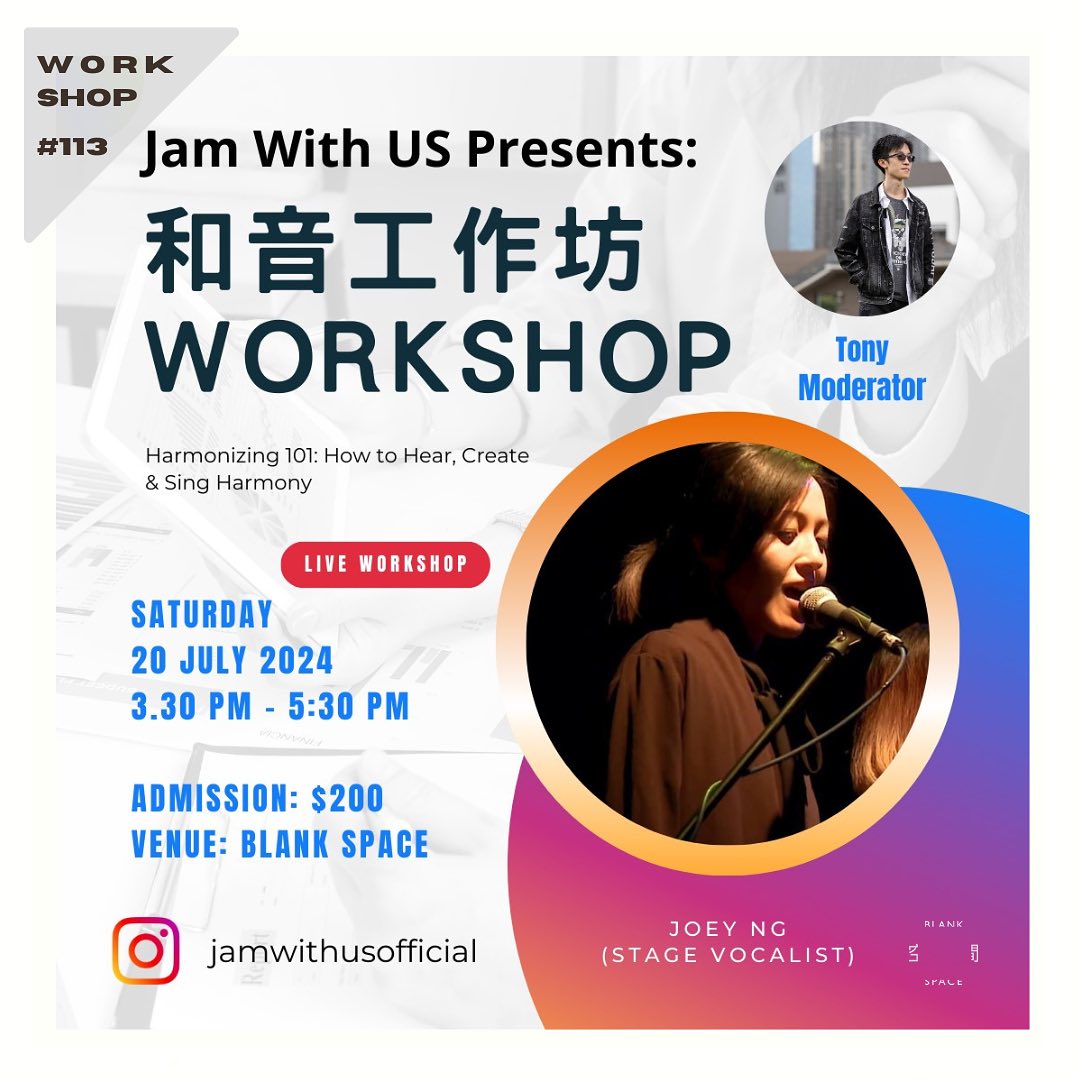 WORK
SHOP
#113
Jam With US Presents:
和音工作坊
WORKSHOP
Tony
Moderator
Harmonizing 101: How to Hear, Create
& Sing Harmony
LIVE WORKSHOP
SATURDAY
20 JULY 2024
3.30 PM - 5:30 PM
ADMISSION: $200
VENUE: BLANK SPACE
jamwithusofficial
JOEY NG
(STAGE VOCALIST)
BLANK
SPACE